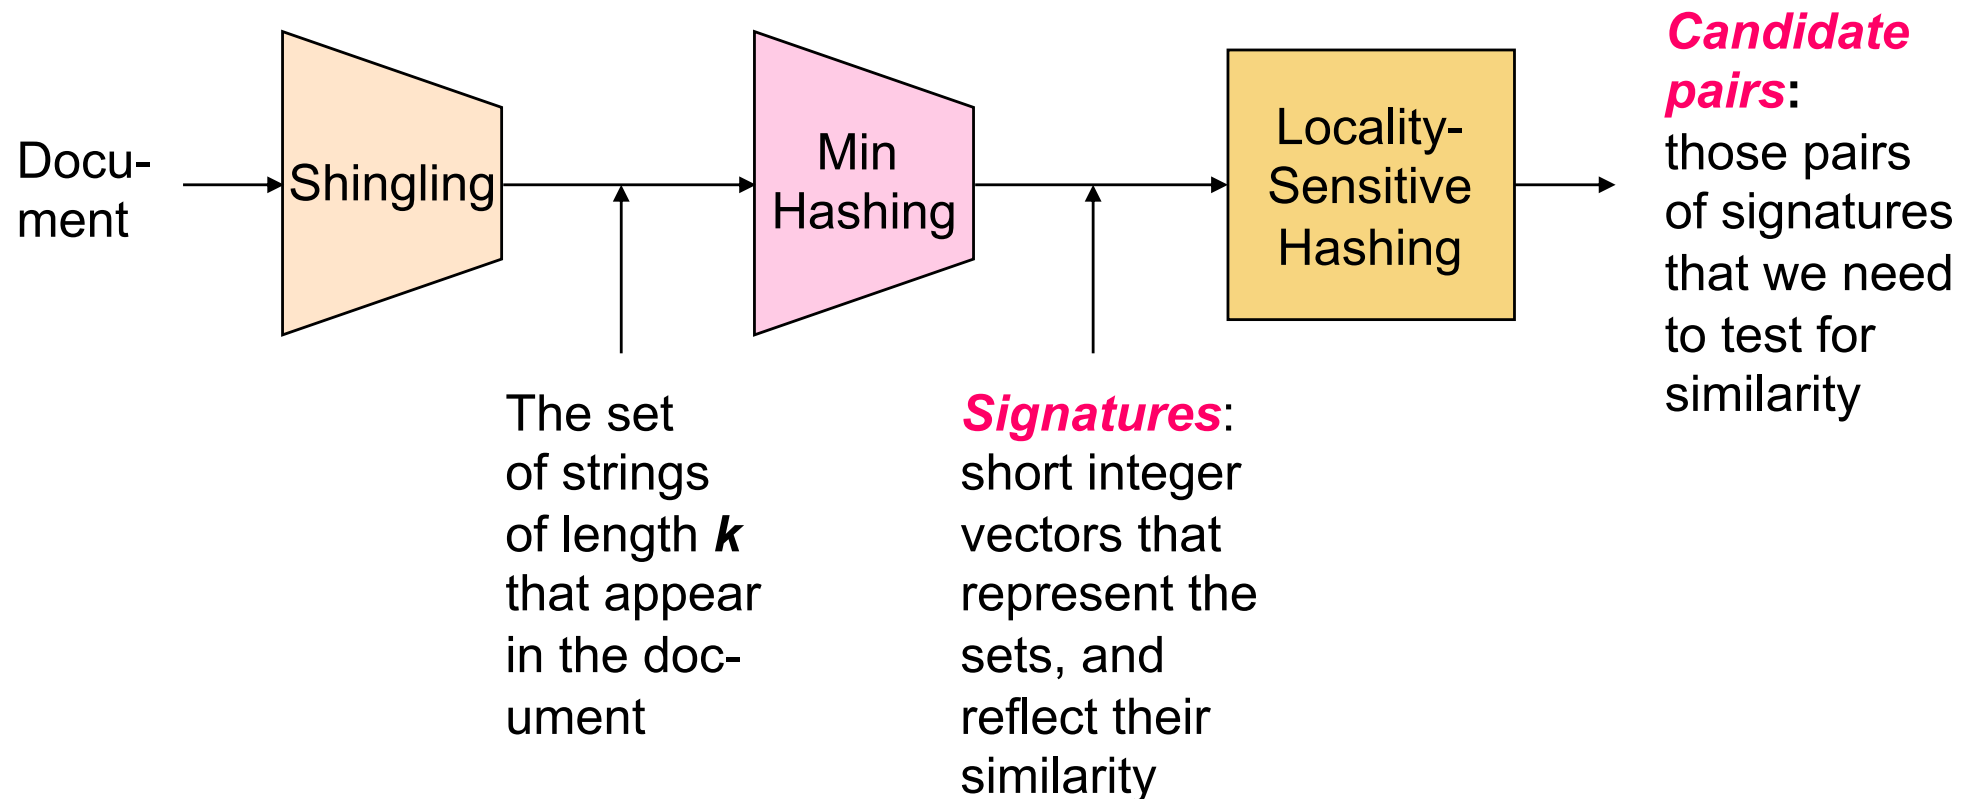 Docu-
ment
Shingling
The set
of strings
of length k
that appear
in the doc-
ument
Min
Hashing
Signatures:
short integer
vectors that
represent the
sets, and
reflect their
similarity
Locality-
Sensitive
Hashing
Candidate
pairs:
those pairs
of signatures
that we need
to test for
similarity